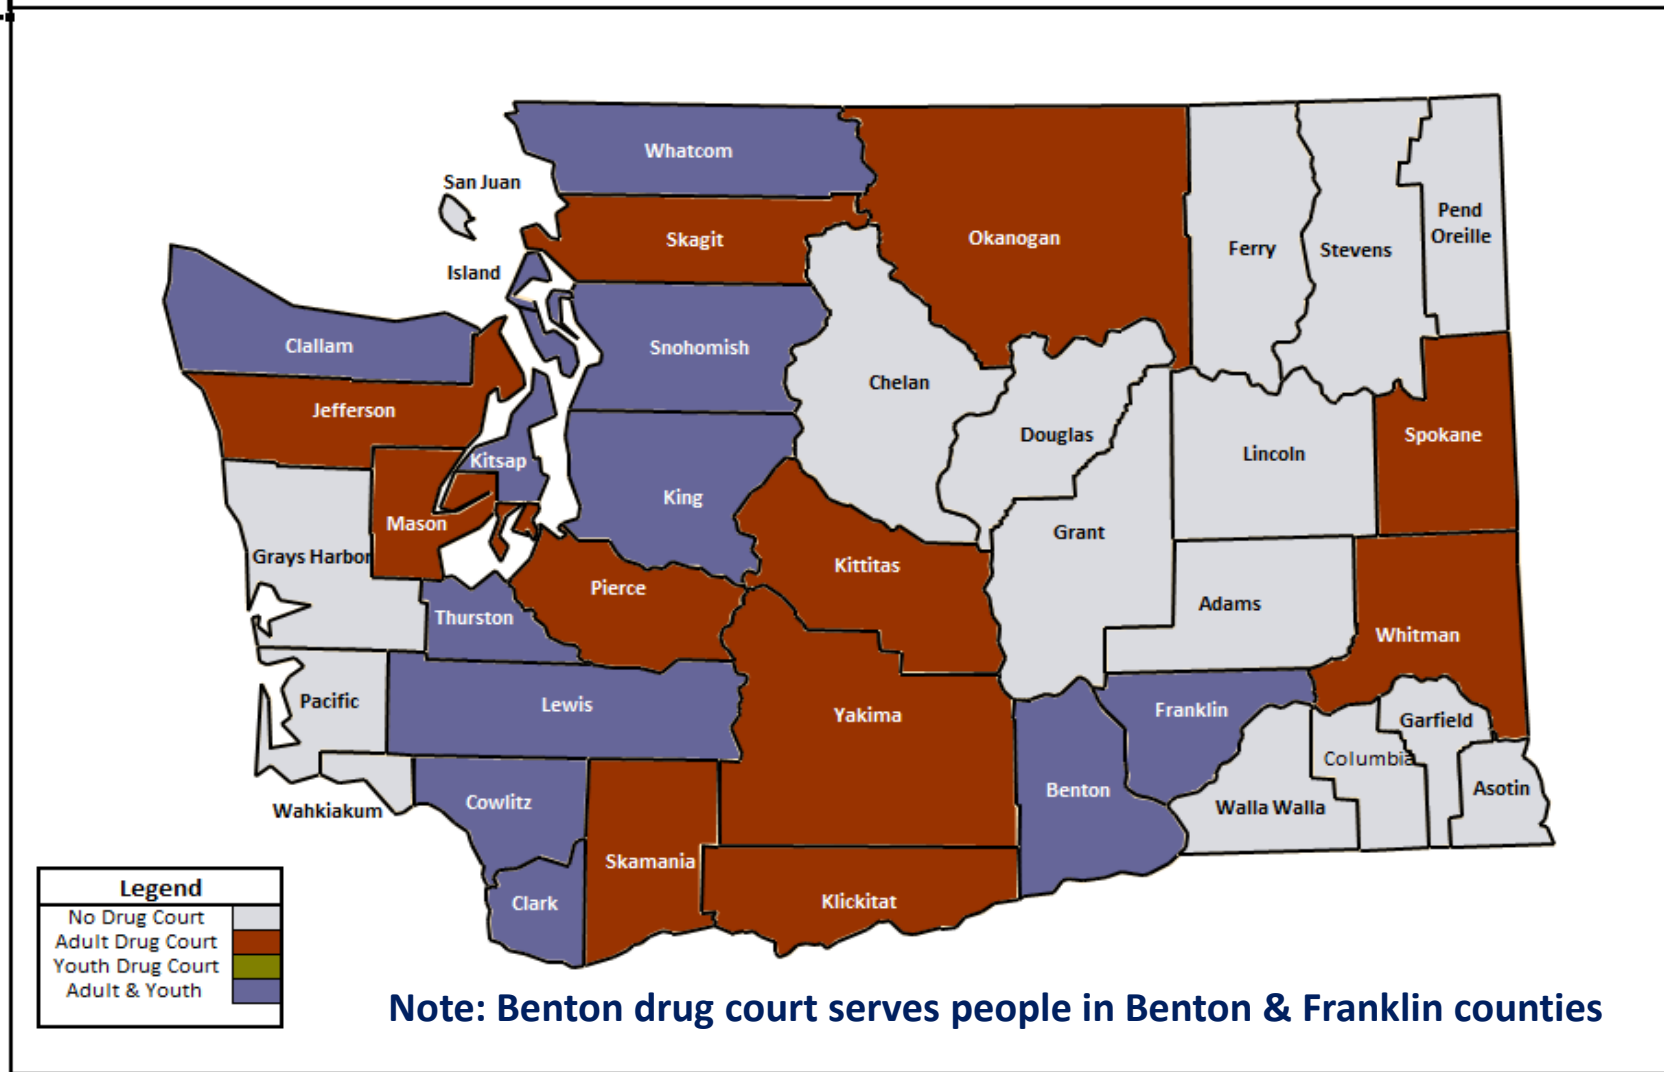 Whatcom
San Juan
Skagit
Okanogan
Pend
Oreille
Ferry
Stevens
Island
Clallam
Snohomish
Chelan
Jefferson
Douglas
Spokane
Lincoln
Kitsap
King
Mason
Grant
Grays Harbor
Kittitas
Pierce
Adams
Thurston
Whitman
Pacific
Lewis
Yakima
Franklin
Garfield
Columbia
Benton
Asotin
Cowlitz
Walla Walla
Wahkiakum
Skamania
Clark
Klickitat
Legend
No Drug Court
Adult Drug Court
Youth Drug Court
Adult & Youth
Note: Benton drug court serves people in Benton & Franklin counties